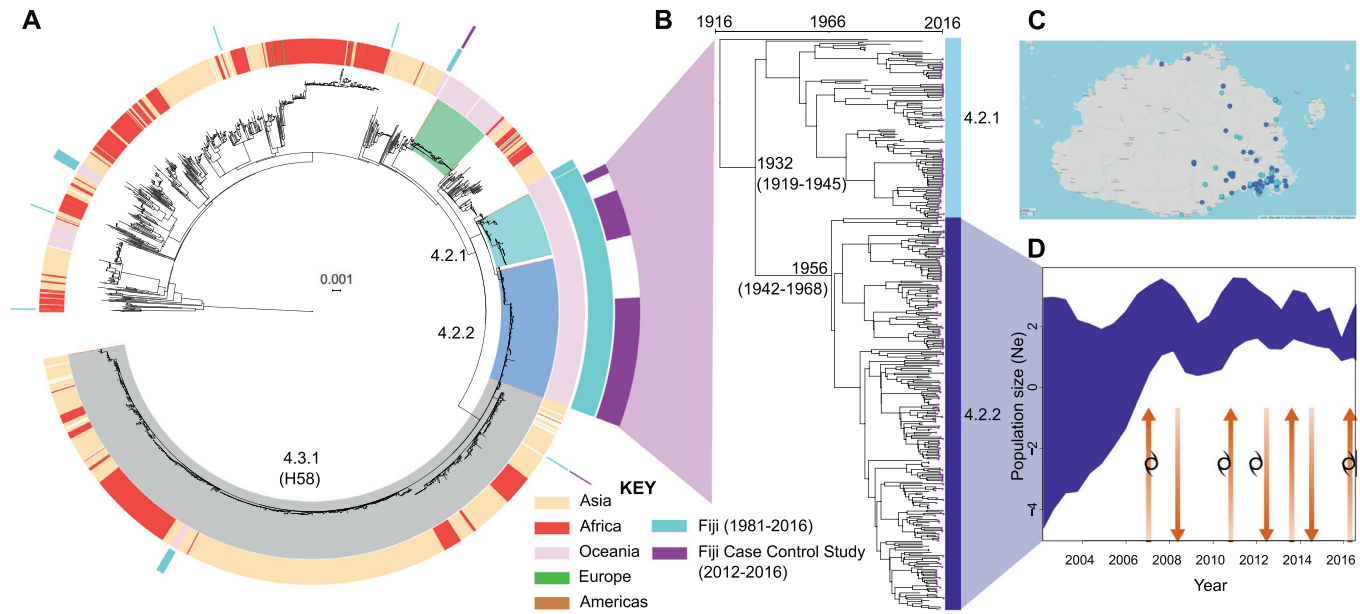 A
4.2.1
0.001
4.2.2
4.3.1
(H58)
KEY
Asia
Africa
Oceania
Europe
Americas
Fiji (1981-2016)
Fiji Case Control Study
(2012-2016)
B
1916 1966 2016
4.2.1
1932
(1919-1945)
1956
(1942-1968)
4.2.2
C
D
Population size (Ne)
2
0
−2
−4
2004 2006 2008 2010 2012 2014 2016
Year